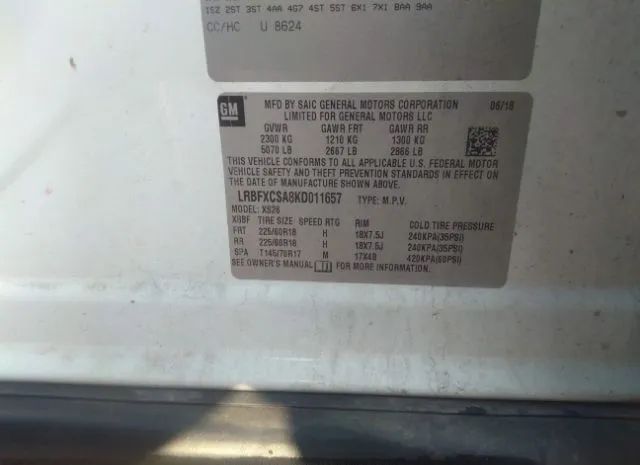 1SZ 2ST 3ST 4AA 4G7 4ST 5ST 6X1 7X1 8AA 9AA
CC/HC U 8624
GM
MFD BY SAIC GENERAL MOTORS CORPORATION 06/18
LIMITED FOR GENERAL MOTORS LLC
GVWR GAWR FRT GAWR RR
2300 KG 1210 KG 1300 KG
5070 LB 2667 LB 2866 LB
THIS VEHICLE CONFORMS TO ALL APPLICABLE U.S. FEDERAL MOTOR
VEHICLE SAFETY AND THEFT PREVENTION STANDARDS IN EFFECT ON
THE DATE OF MANUFACTURE SHOWN ABOVE.
LRBFXCSA8KD011657 TYPE: M.P.V.
MODEL: XS26
XRBF TIRE SIZE SPEED RTG RIM COLD TIRE PRESSURE
FRT 225/60R18 H 18X7.5J 240KPA(35PSI)
RR 225/60R18 H 18X7.5J 240KPA(35PSI)
SPA T145/70R17 M 17X4B 420KPA(60PSI)
SEE OWNER'S MANUAL FOR MORE INFORMATION